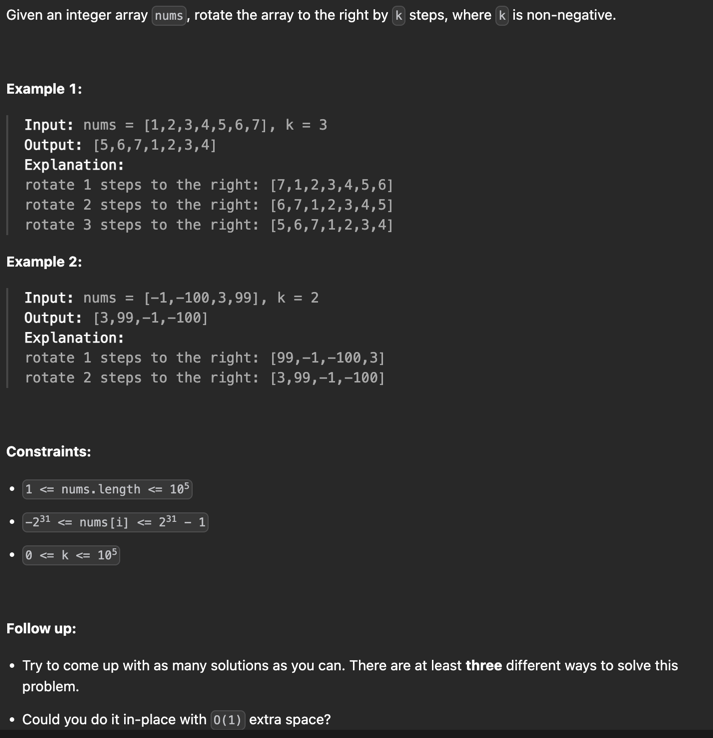 Given an integer array nums, rotate the array to the right by k steps, where k is non-negative.
Example 1:
Input: nums = [1,2,3,4,5,6,7], k = 3
Output: [5,6,7,1,2,3,4]
Explanation:
rotate 1 steps to the right: [7,1,2,3,4,5,6]
rotate 2 steps to the right: [6,7,1,2,3,4,5]
rotate 3 steps to the right: [5,6,7,1,2,3,4]
Example 2:
Input: nums = [-1,-100,3,99], k = 2
Output: [3,99,-1,-100]
Explanation:
rotate 1 steps to the right: [99,-1,-100,3]
rotate 2 steps to the right: [3,99,-1,-100]
Constraints:
• 1 <= nums.length <= 10⁵
• -2³¹ <= nums[i] <= 2³¹ - 1
• 0 <= k <= 10⁵
Follow up:
• Try to come up with as many solutions as you can. There are at least three different ways to solve this
problem.
• Could you do it in-place with O(1) extra space?